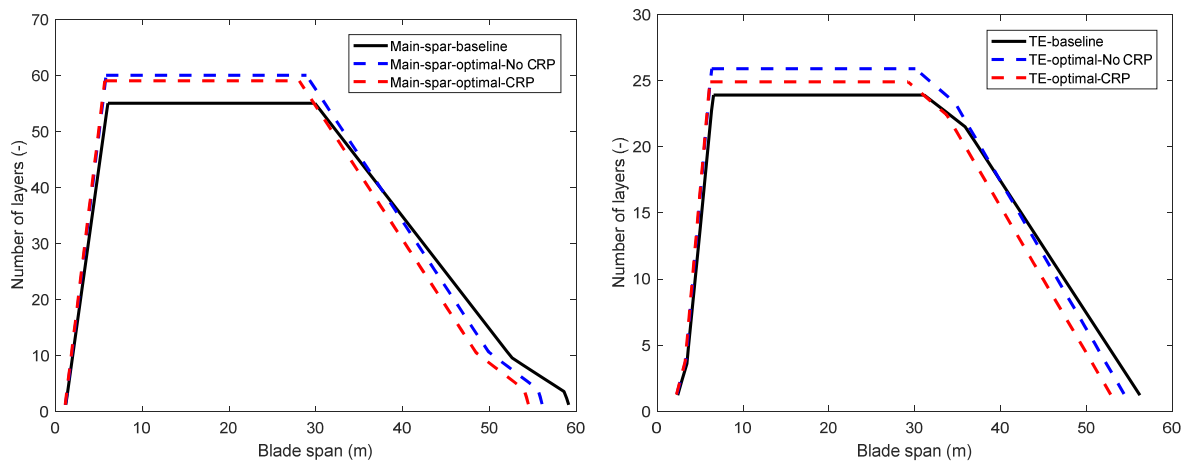 70
60
50
40
30
20
10
0
Number of layers (-)
Main-spar-baseline
Main-spar-optimal-No CRP
Main-spar-optimal-CRP
0 10 20 30 40 50 60
Blade span (m)
30
25
20
15
10
5
0
Number of layers (-)
TE-baseline
TE-optimal-No CRP
TE-optimal-CRP
0 10 20 30 40 50 60
Blade span (m)